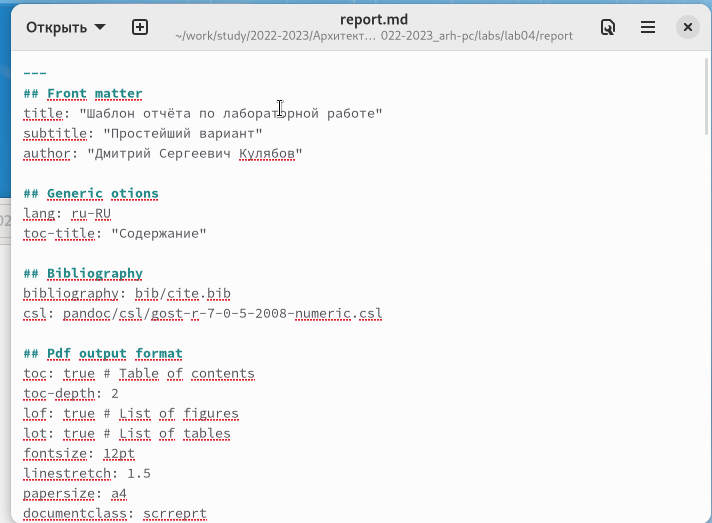 Открыть
report.md
~/work/study/2022-2023/Архитект... 022-2023_arh-pc/labs/lab04/report
---
## Front matter
title: "Шаблон отчёта по лабораторной работе"
subtitle: "Простейший вариант"
author: "Дмитрий Сергеевич Кулябов"
## Generic otions
lang: ru-RU
toc-title: "Содержание"
## Bibliography
bibliography: bib/cite.bib
csl: pandoc/csl/gost-r-7-0-5-2008-numeric.csl
## Pdf output format
toc: true # Table of contents
toc-depth: 2
lof: true # List of figures
lot: true # List of tables
fontsize: 12pt
linestretch: 1.5
papersize: a4
documentclass: scrreprt